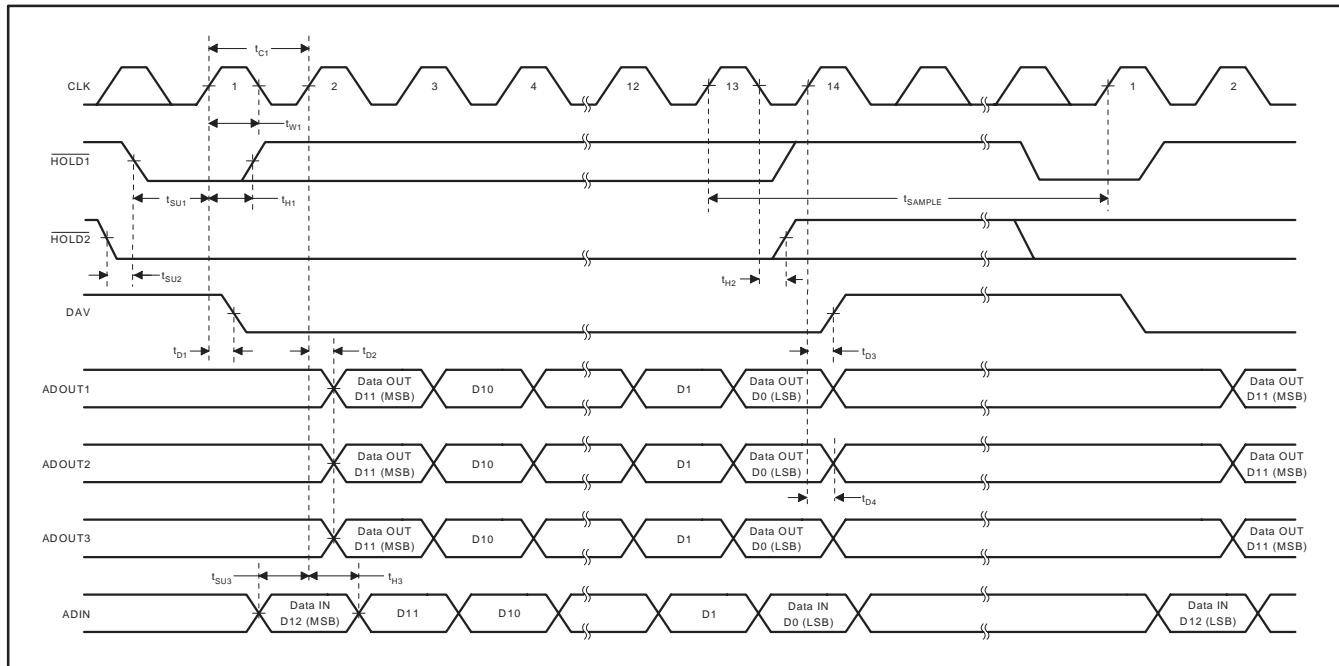 tC1
CLK
1
2
3
4
12
13
14
1
2
tW1
HOLD1
tSU1
tH1
tSAMPLE
HOLD2
tSU2
tH2
DAV
tD1
tD2
tD3
ADOUT1
Data OUT
D11 (MSB)
D10
D1
Data OUT
D0 (LSB)
Data OUT
D11 (MSB)
ADOUT2
Data OUT
D11 (MSB)
D10
D1
Data OUT
D0 (LSB)
Data OUT
D11 (MSB)
tD4
ADOUT3
Data OUT
D11 (MSB)
D10
D1
Data OUT
D0 (LSB)
Data OUT
D11 (MSB)
tSU3
tH3
ADIN
Data IN
D12 (MSB)
D11
D10
D1
Data IN
D0 (LSB)
Data IN
D12 (LSB)